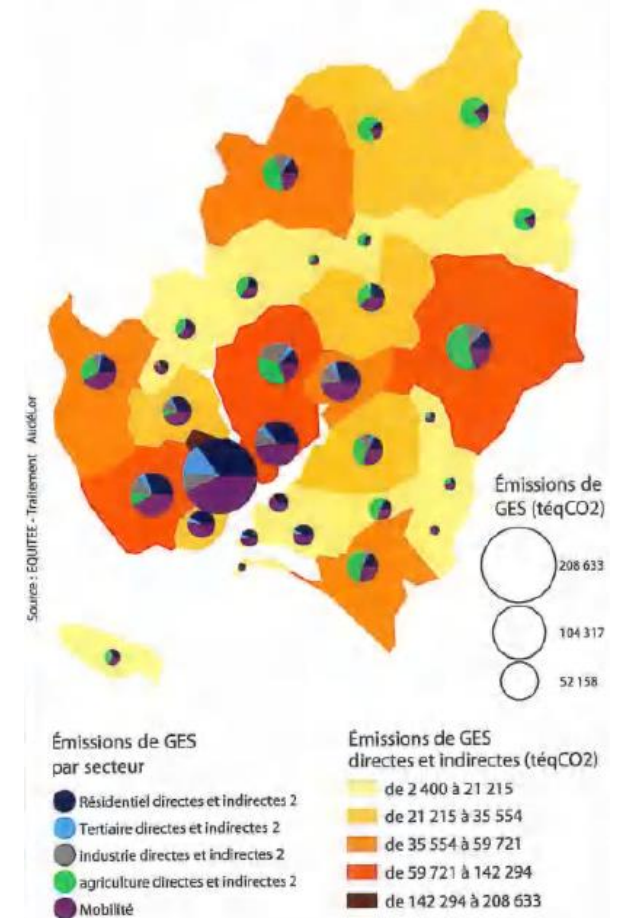 Source : EQUITEE - Traitement AudéLor
Émissions de
GES (téqCO2)
208 633
104 317
52 158
Émissions de GES
par secteur
Résidentiel directes et indirectes 2
Tertiaire directes et indirectes 2
Industrie directes et indirectes 2
agriculture directes et indirectes 2
Mobilité
Émissions de GES
directes et indirectes (téqCO2)
de 2 400 à 21 215
de 21 215 à 35 554
de 35 554 à 59 721
de 59 721 à 142 294
de 142 294 à 208 633